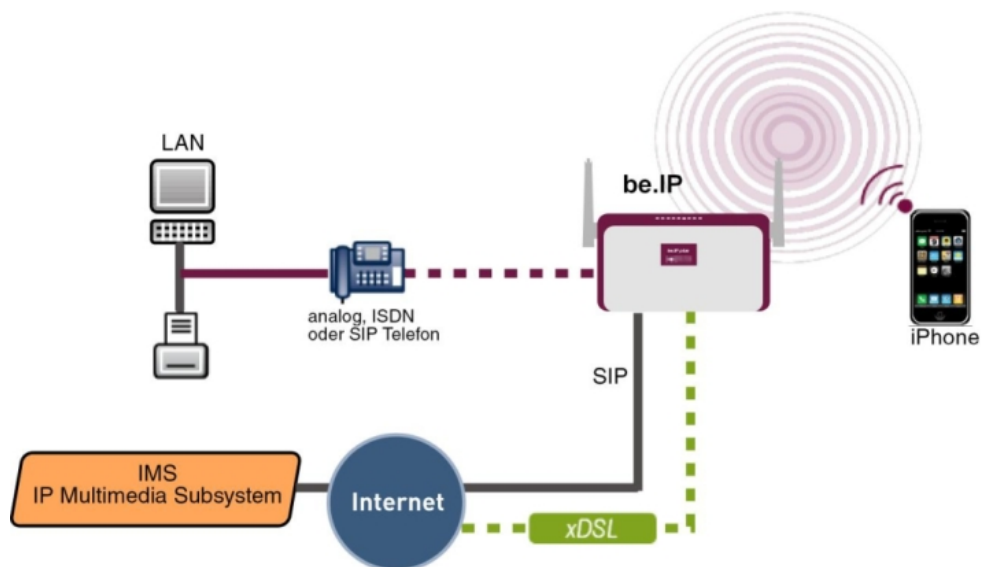 LAN
be.IP
analog, ISDN
oder SIP Telefon
iPhone
SIP
IMS
IP Multimedia Subsystem
Internet
xDSL